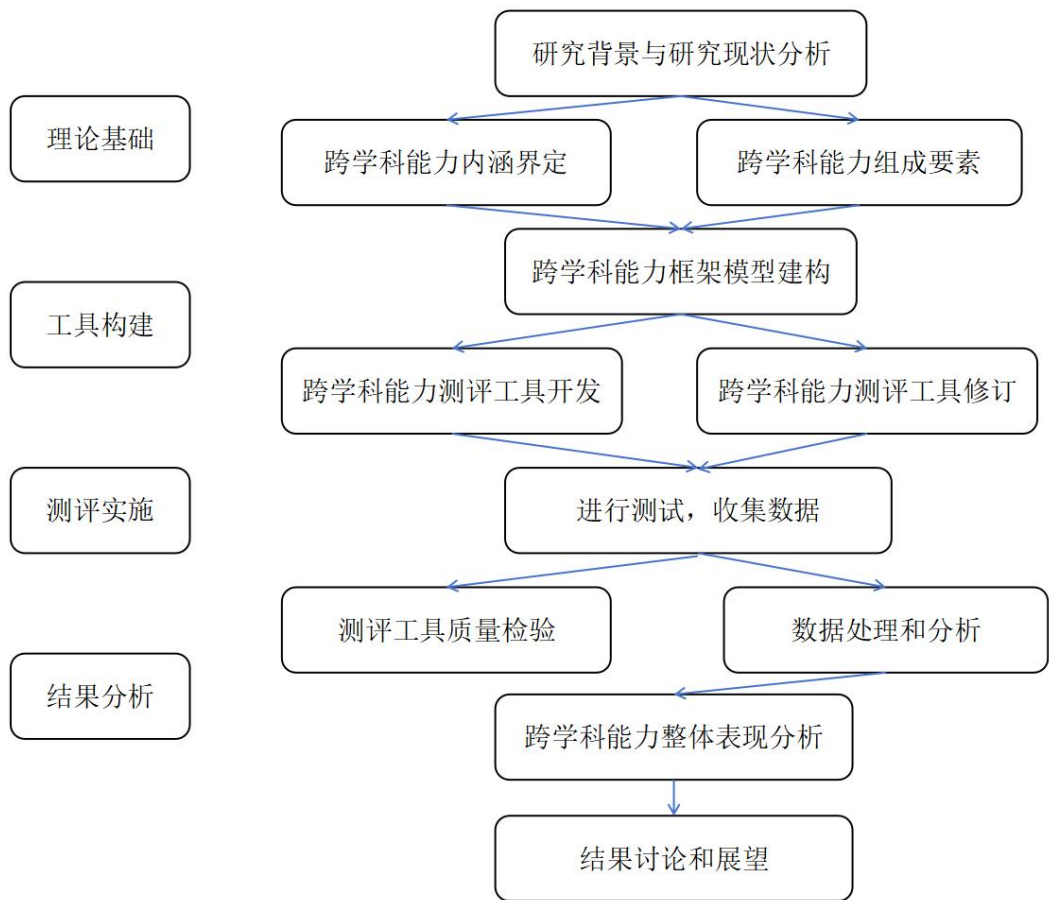 研究背景与研究现状分析
理论基础
跨学科能力内涵界定
跨学科能力组成要素
跨学科能力框架模型建构
工具构建
跨学科能力测评工具开发
跨学科能力测评工具修订
测评实施
进行测试，收集数据
测评工具质量检验
数据处理和分析
结果分析
跨学科能力整体表现分析
结果讨论和展望